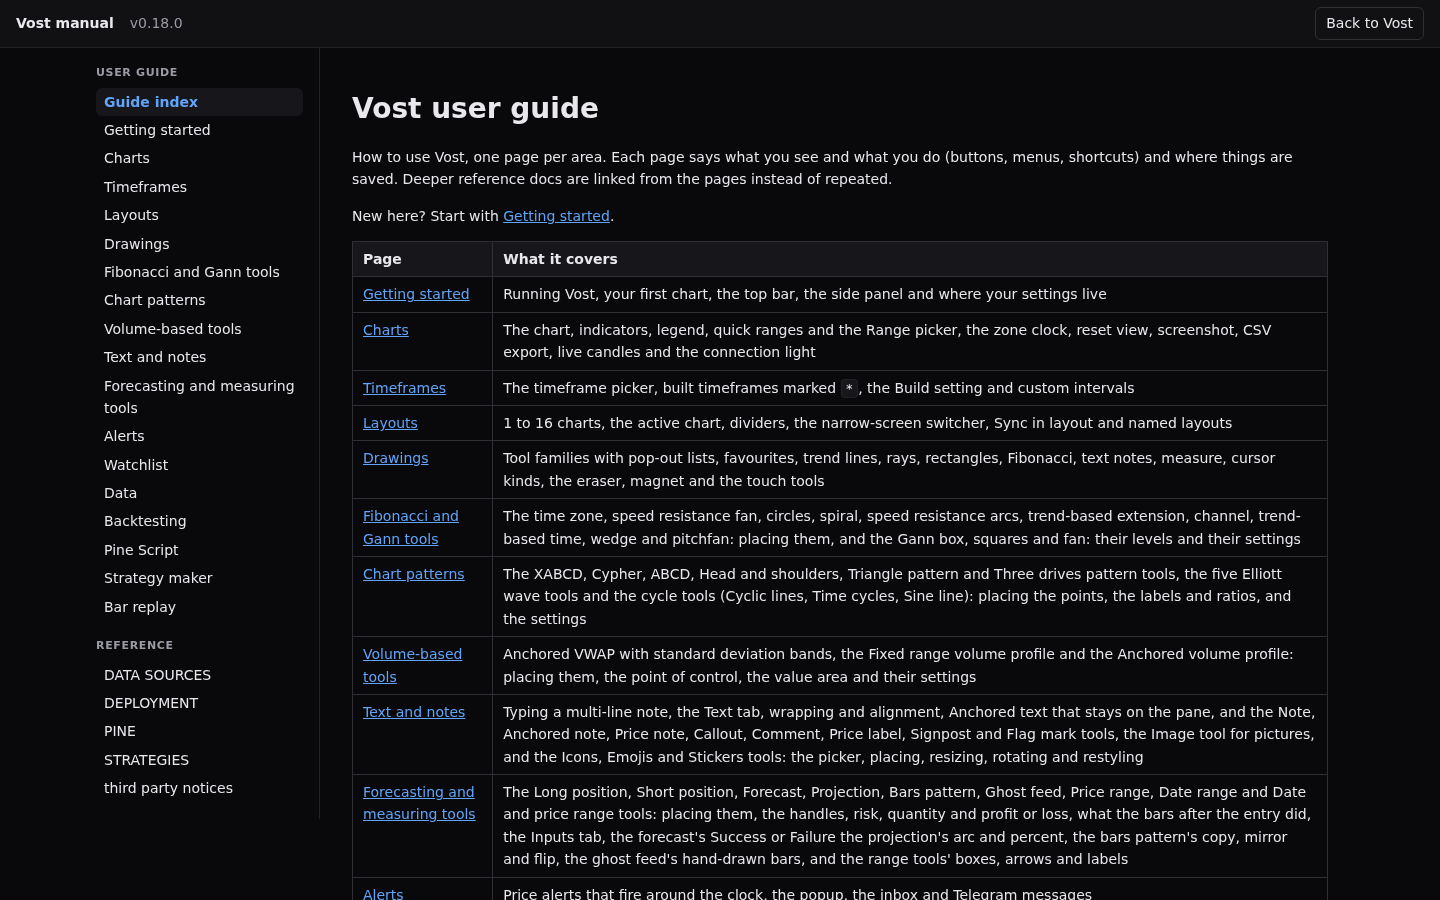 Vost manual v0.18.0 Back to Vost
USER GUIDE
Guide index
Getting started
Charts
Timeframes
Layouts
Drawings
Fibonacci and Gann tools
Chart patterns
Volume-based tools
Text and notes
Forecasting and measuring
tools
Alerts
Watchlist
Data
Backtesting
Pine Script
Strategy maker
Bar replay
REFERENCE
DATA SOURCES
DEPLOYMENT
PINE
STRATEGIES
third party notices
Vost user guide
How to use Vost, one page per area. Each page says what you see and what you do (buttons, menus, shortcuts) and where things are
saved. Deeper reference docs are linked from the pages instead of repeated.
New here? Start with Getting started.
Page What it covers
Getting started Running Vost, your first chart, the top bar, the side panel and where your settings live
Charts The chart, indicators, legend, quick ranges and the Range picker, the zone clock, reset view, screenshot, CSV
export, live candles and the connection light
Timeframes The timeframe picker, built timeframes marked *, the Build setting and custom intervals
Layouts 1 to 16 charts, the active chart, dividers, the narrow-screen switcher, Sync in layout and named layouts
Drawings Tool families with pop-out lists, favourites, trend lines, rays, rectangles, Fibonacci, text notes, measure, cursor
kinds, the eraser, magnet and the touch tools
Fibonacci and The time zone, speed resistance fan, circles, spiral, speed resistance arcs, trend-based extension, channel, trend-
Gann tools based time, wedge and pitchfan: placing them, and the Gann box, squares and fan: their levels and their settings
Chart patterns The XABCD, Cypher, ABCD, Head and shoulders, Triangle pattern and Three drives pattern tools, the five Elliott
wave tools and the cycle tools (Cyclic lines, Time cycles, Sine line): placing the points, the labels and ratios, and
the settings
Volume-based Anchored VWAP with standard deviation bands, the Fixed range volume profile and the Anchored volume profile:
tools placing them, the point of control, the value area and their settings
Text and notes Typing a multi-line note, the Text tab, wrapping and alignment, Anchored text that stays on the pane, and the Note,
Anchored note, Price note, Callout, Comment, Price label, Signpost and Flag mark tools, the Image tool for pictures,
and the Icons, Emojis and Stickers tools: the picker, placing, resizing, rotating and restyling
Forecasting and The Long position, Short position, Forecast, Projection, Bars pattern, Ghost feed, Price range, Date range and Date
measuring tools and price range tools: placing them, the handles, risk, quantity and profit or loss, what the bars after the entry did,
the Inputs tab, the forecast's Success or Failure the projection's arc and percent, the bars pattern's copy, mirror
and flip, the ghost feed's hand-drawn bars, and the range tools' boxes, arrows and labels
Alerts Price alerts that fire around the clock, the popup, the inbox and Telegram messages